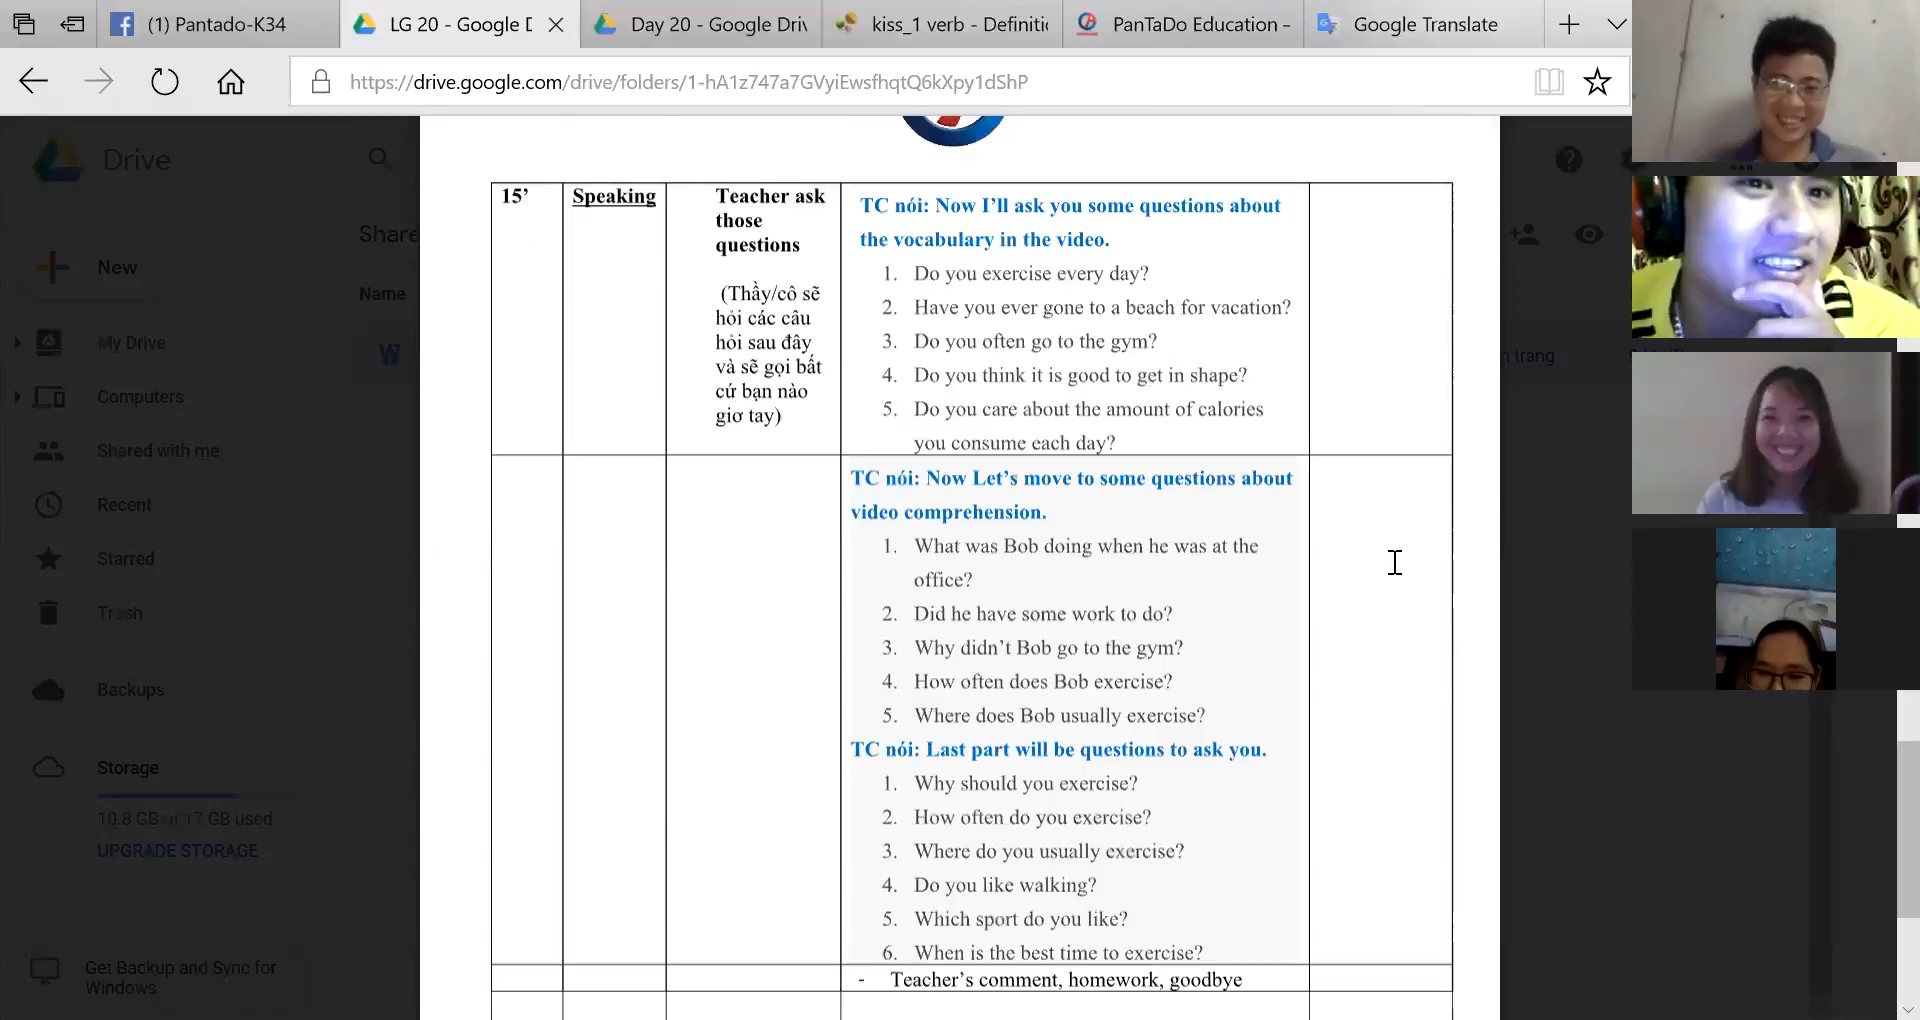 (1) Pantado-K34
LG 20 - Google D
Day 20 - Google Driv
kiss_1 verb - Definitic
PanTaDo Education –
Google Translate
https://drive.google.com/drive/folders/1-hA1z747a7GVyiEwsfhqtQ6kXpy1dShP
Drive
Share
New
Name
My Drive
Computers
Shared with me
Recent
Starred
Trash
Backups
Storage
10.8 GB of 17 GB used
UPGRADE STORAGE
Get Backup and Sync for
Windows
W
trang
15’
Speaking
Teacher ask
those
questions
(Thầy/cô sẽ
hỏi các câu
hỏi sau đây
và sẽ gọi bất
cứ bạn nào
giơ tay)
TC nói: Now I’ll ask you some questions about
the vocabulary in the video.
1. Do you exercise every day?
2. Have you ever gone to a beach for vacation?
3. Do you often go to the gym?
4. Do you think it is good to get in shape?
5. Do you care about the amount of calories
you consume each day?
TC nói: Now Let’s move to some questions about
video comprehension.
1. What was Bob doing when he was at the
office?
2. Did he have some work to do?
3. Why didn’t Bob go to the gym?
4. How often does Bob exercise?
5. Where does Bob usually exercise?
TC nói: Last part will be questions to ask you.
1. Why should you exercise?
2. How often do you exercise?
3. Where do you usually exercise?
4. Do you like walking?
5. Which sport do you like?
6. When is the best time to exercise?
- Teacher’s comment, homework, goodbye